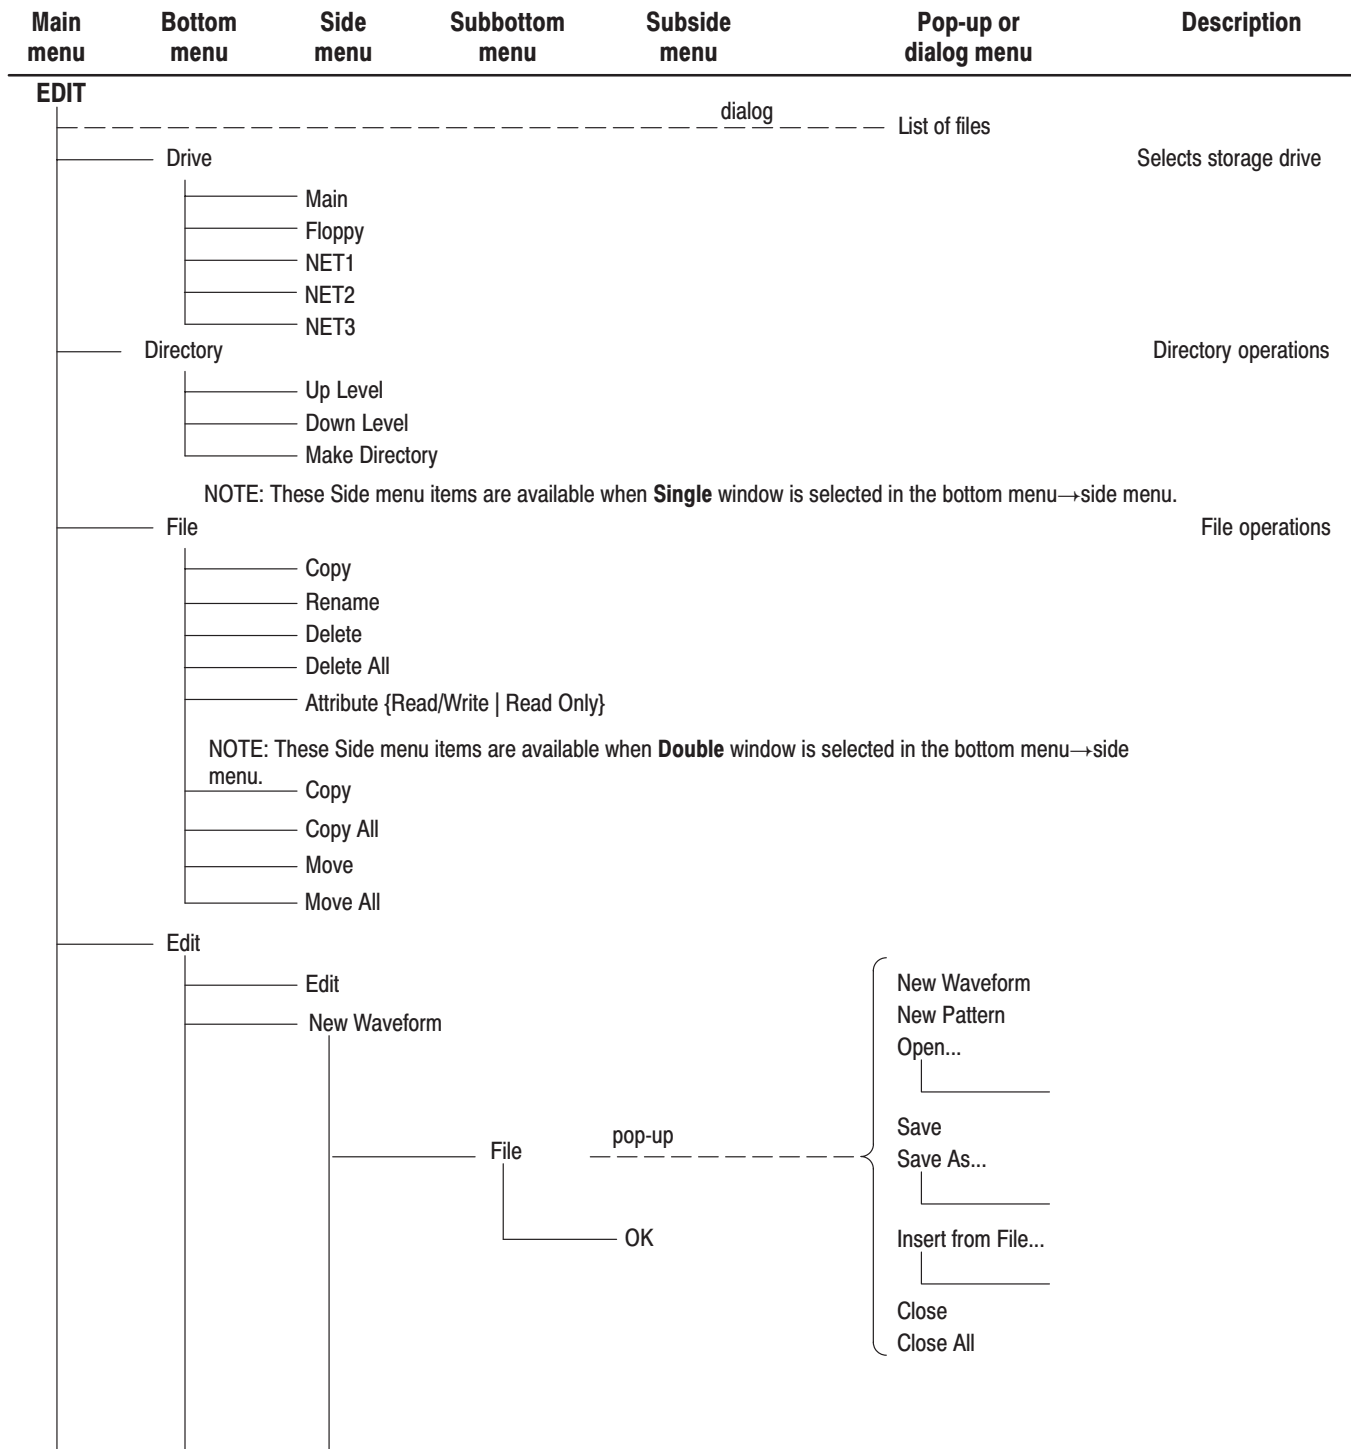 Main menu
Bottom menu
Side menu
Subbottom menu
Subside menu
Pop-up or dialog menu
Description
EDIT
dialog
List of files
Drive
Selects storage drive
Main
Floppy
NET1
NET2
NET3
Directory
Directory operations
Up Level
Down Level
Make Directory
NOTE: These Side menu items are available when Single window is selected in the bottom menu→side menu.
File
File operations
Copy
Rename
Delete
Delete All
Attribute {Read/Write | Read Only}
NOTE: These Side menu items are available when Double window is selected in the bottom menu→side
menu.
Copy
Copy All
Move
Move All
Edit
Edit
New Waveform
File
pop-up
OK
New Waveform
New Pattern
Open...
Save
Save As...
Insert from File...
Close
Close All